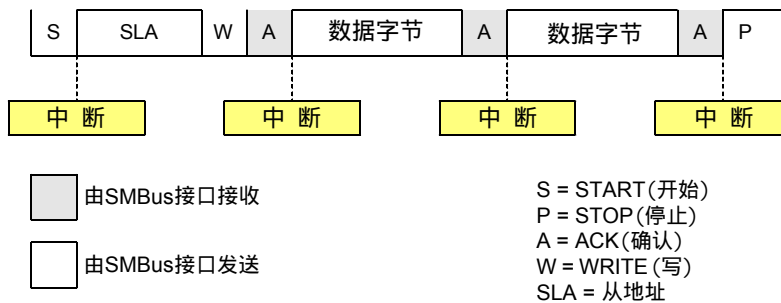 S SLA W A 数据字节 A 数据字节 A P
中 断 中 断 中 断 中 断
由SMBus接口接收
由SMBus接口发送
S = START(开始)
P = STOP(停止)
A = ACK(确认)
W = WRITE (写)
SLA = 从地址